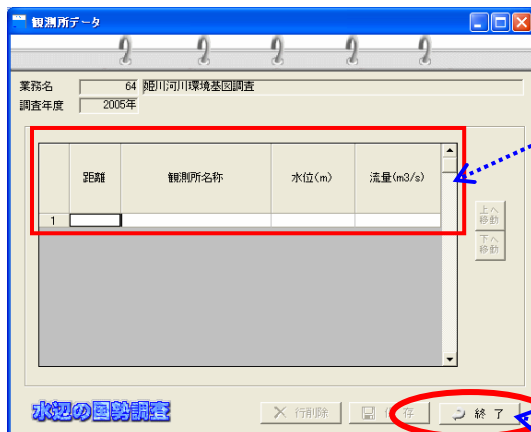 観測所データ
業務名 64 姫川河川環境基図調査
調査年度 2005年
距離 観測所名称 水位(m) 流量(m3/s)
1
上へ
移動
下へ
移動
水辺の国勢調査
行削除 保存 終了